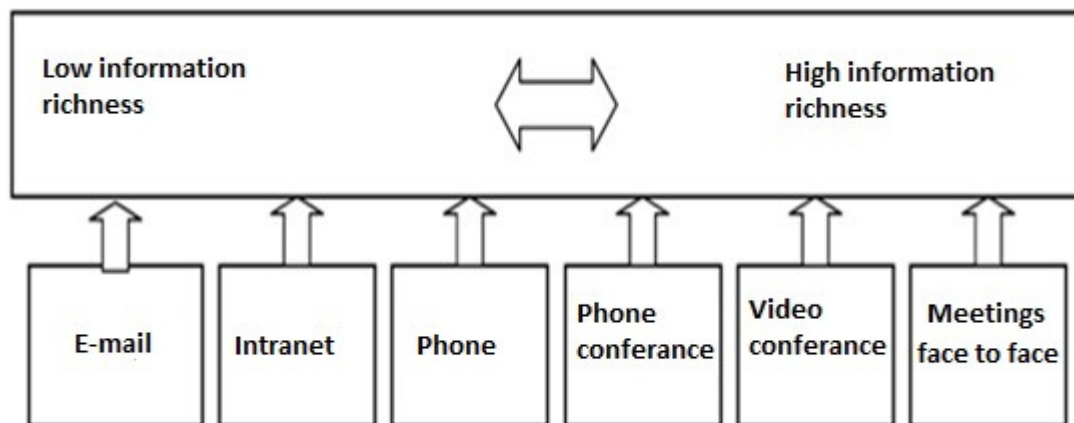 Low information
richness
High information
richness
E-mail
Intranet
Phone
Phone
conferance
Video
conferance
Meetings
face to face